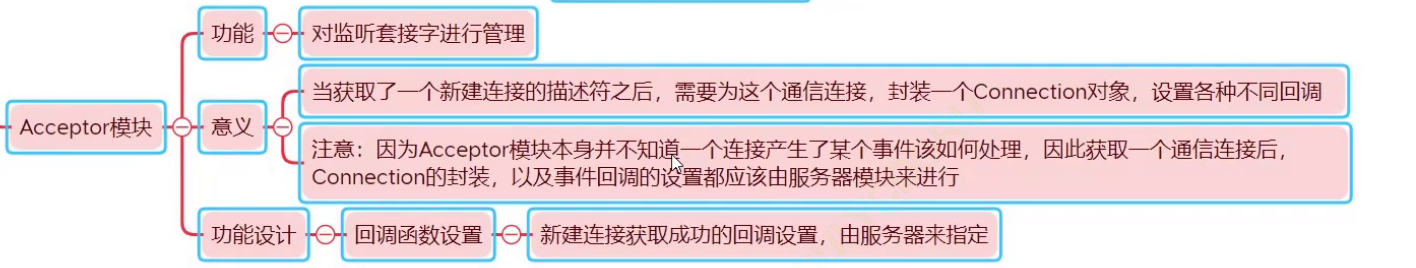 功能
对监听套接字进行管理
Acceptor模块
意义
当获取了一个新建连接的描述符之后，需要为这个通信连接，封装一个Connection对象，设置各种不同回调
注意：因为Acceptor模块本身并不知道一个连接产生了某个事件该如何处理，因此获取一个通信连接后，
Connection的封装，以及事件回调的设置都应该由服务器模块来进行
功能设计
回调函数设置
新建连接获取成功的回调设置，由服务器来指定